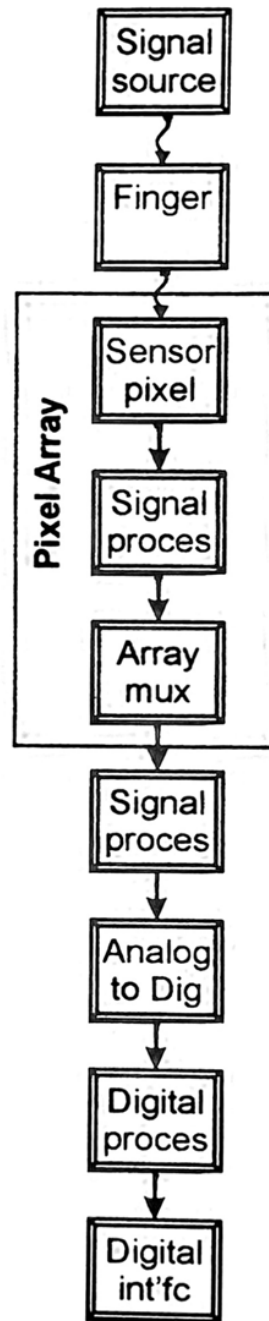 Signal
source
Finger
Pixel Array
Sensor
pixel
Signal
proces
Array
mux
Signal
proces
Analog
to Dig
Digital
proces
Digital
int'fc